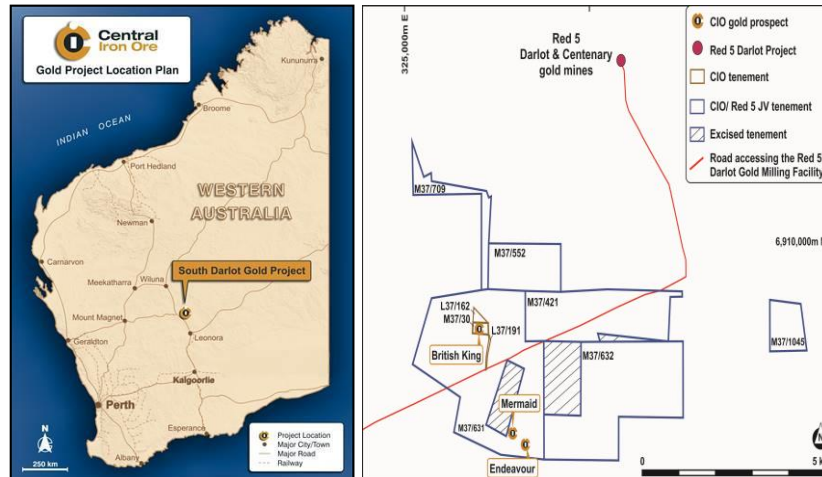 Central
Iron Ore
Gold Project Location Plan
Kununurra
Broome
INDIAN OCEAN
Port Hedland
WESTERN
AUSTRALIA
Newman
Carnarvon
South Darlot Gold Project
Meekatharra
Wiluna
Mount Magnet
Leonora
Geraldton
Kalgoorlie
Perth
Esperance
Albany
N
250 km
Project Location
Major City/Town
Major Road
Railway
325,000m E
Red 5
Darlot & Centenary
gold mines
CIO gold prospect
Red 5 Darlot Project
CIO tenement
CIO/ Red 5 JV tenement
Excised tenement
Road accessing the Red 5
Darlot Gold Milling Facility
M37/709
6,910,000m
M37/552
L37/162
M37/30
M37/421
L37/191
British King
M37/632
M37/1045
Mermaid
M37/631
Endeavour
0